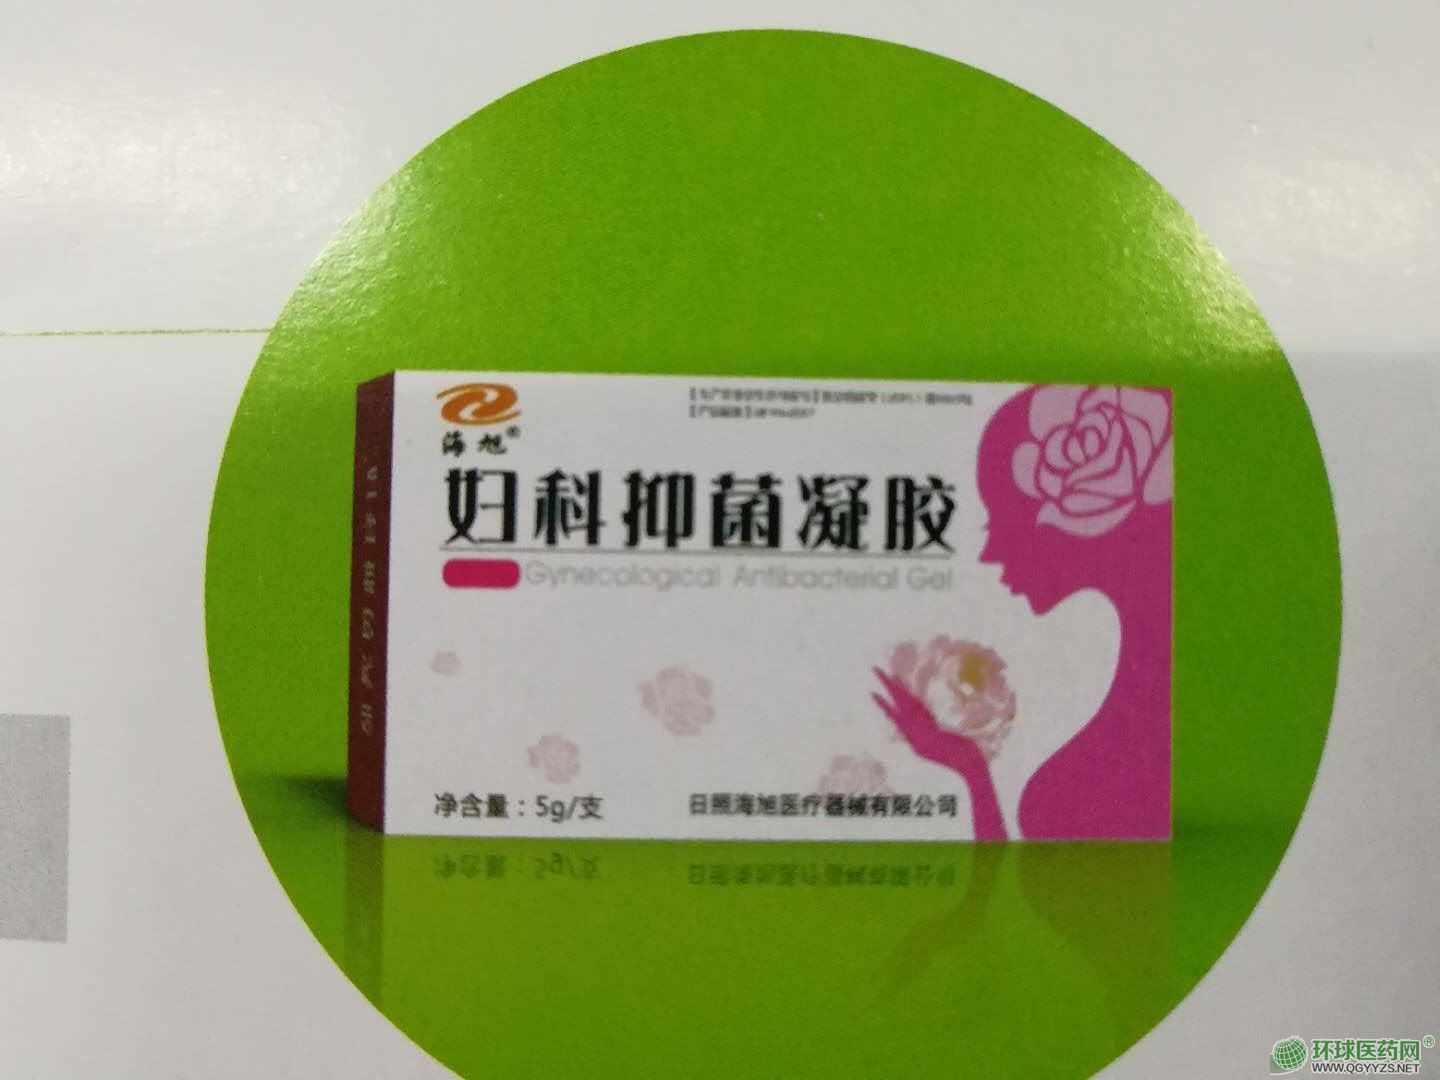 海旭®
妇科抑菌凝胶
Gynecological Antibacterial Gel
净含量：5g/支
日照海旭医疗器械有限公司
环球医药网®
WWW.QGYYZS.NET